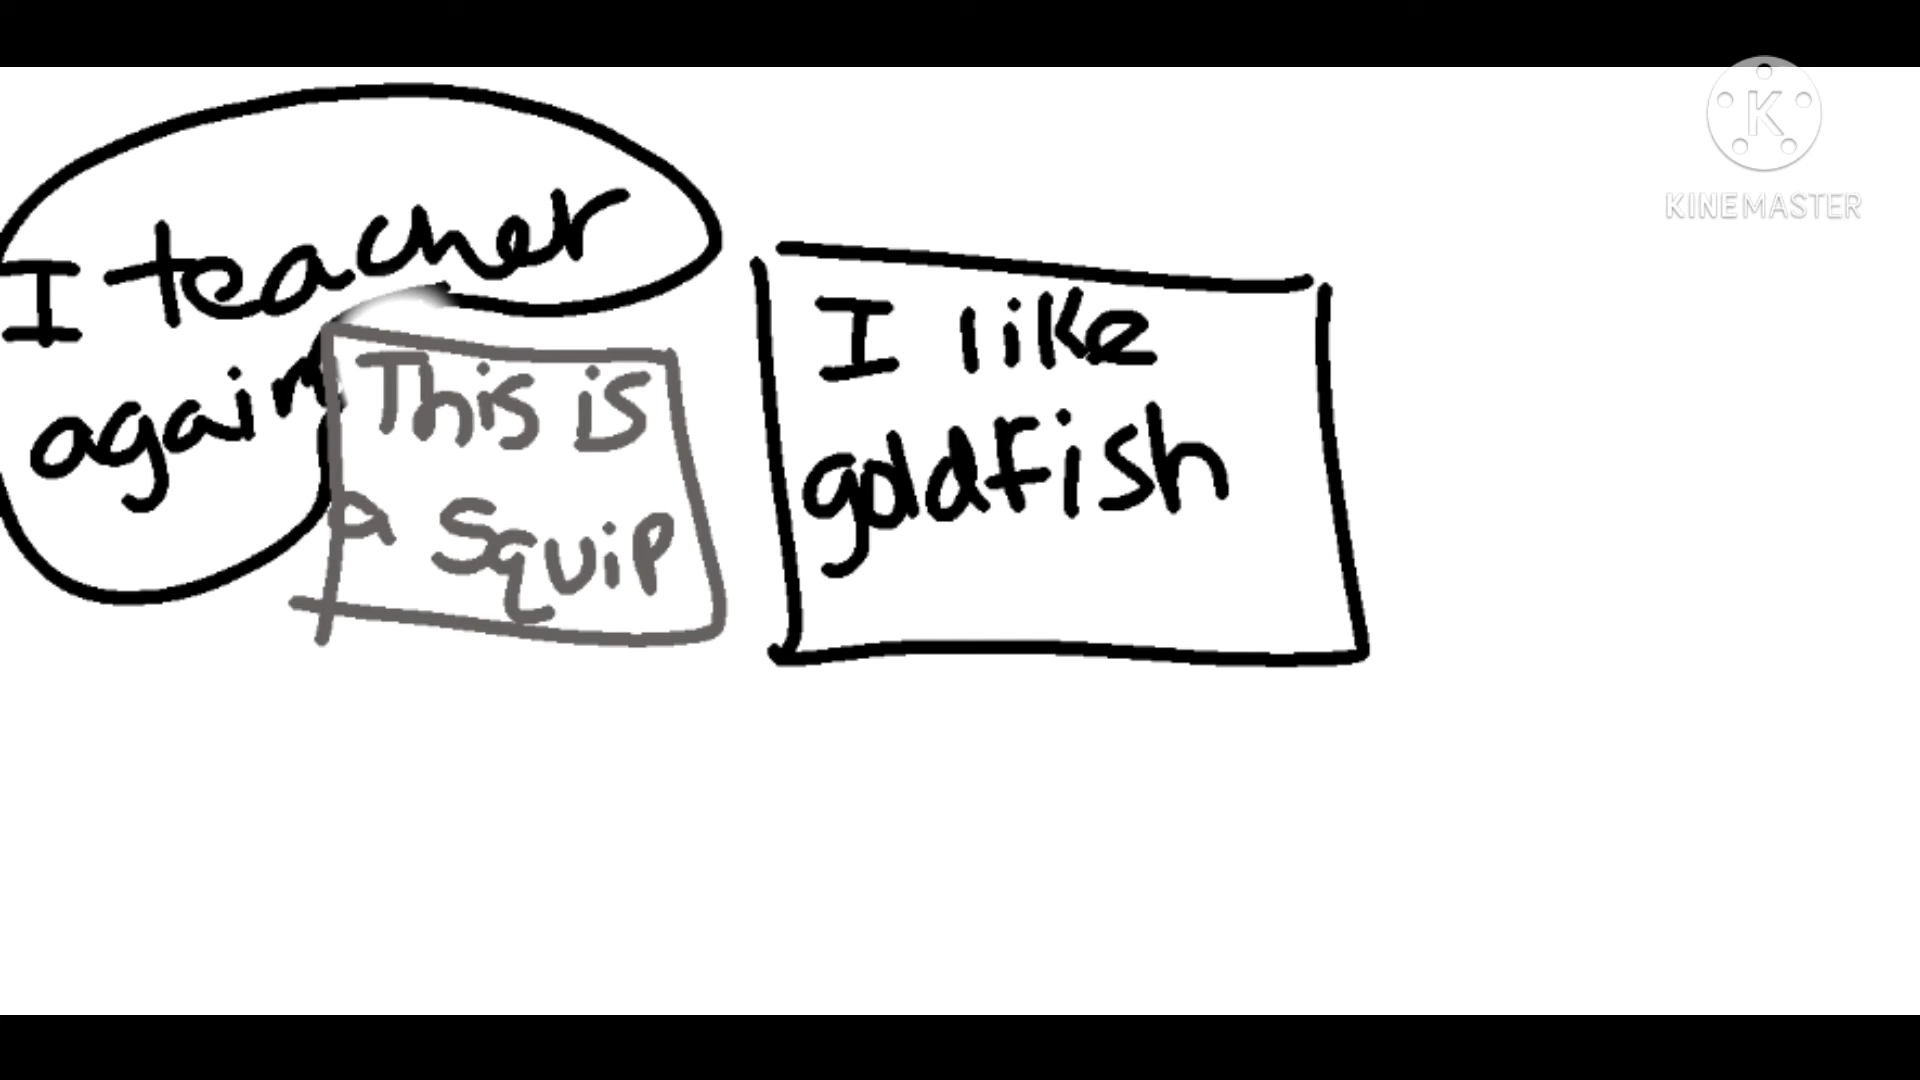 I teacher
again
This is
a squip
I like
goldfish
K
KINEMASTER